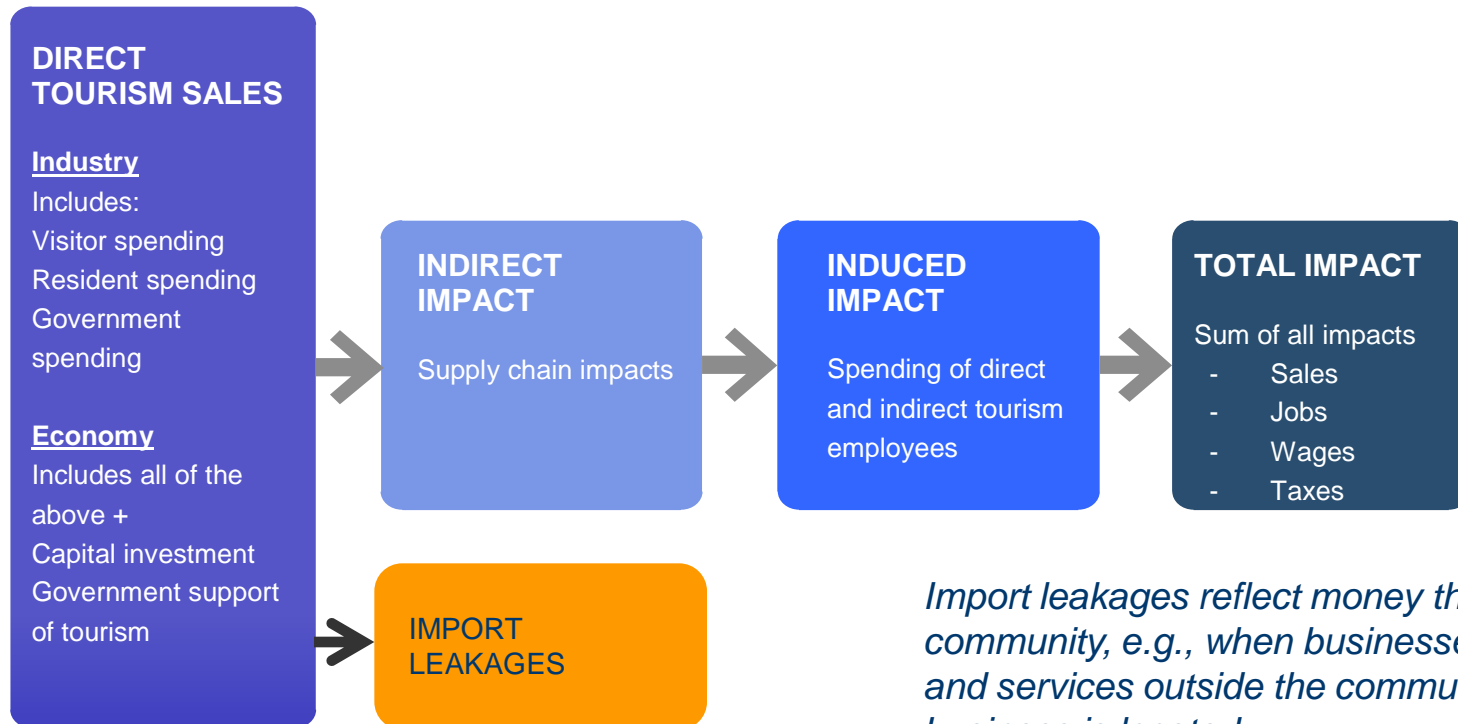 DIRECT
TOURISM SALES
Industry
Includes:
Visitor spending
Resident spending
Government
spending
Economy
Includes all of the
above +
Capital investment
Government support
of tourism
INDIRECT
IMPACT
Supply chain impacts
INDUCED
IMPACT
Spending of direct
and indirect tourism
employees
TOTAL IMPACT
Sum of all impacts
- Sales
- Jobs
- Wages
- Taxes
IMPORT
LEAKAGES
Import leakages reflect money
community, e.g., when
and services outside the